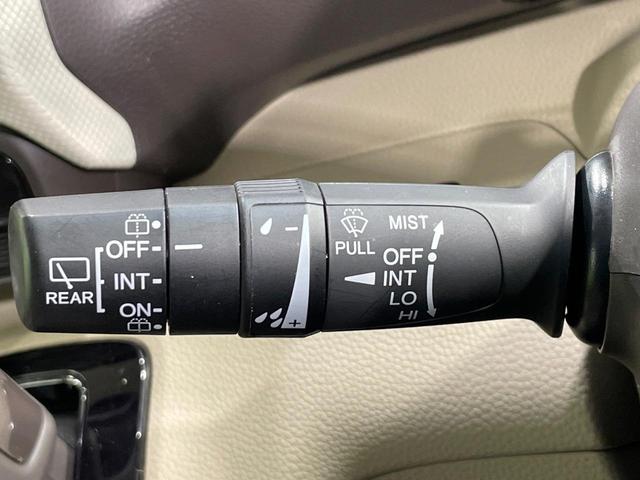 REAR
OFF
INT
ON
−
+
PULL
MIST
OFF
INT
LO
HI